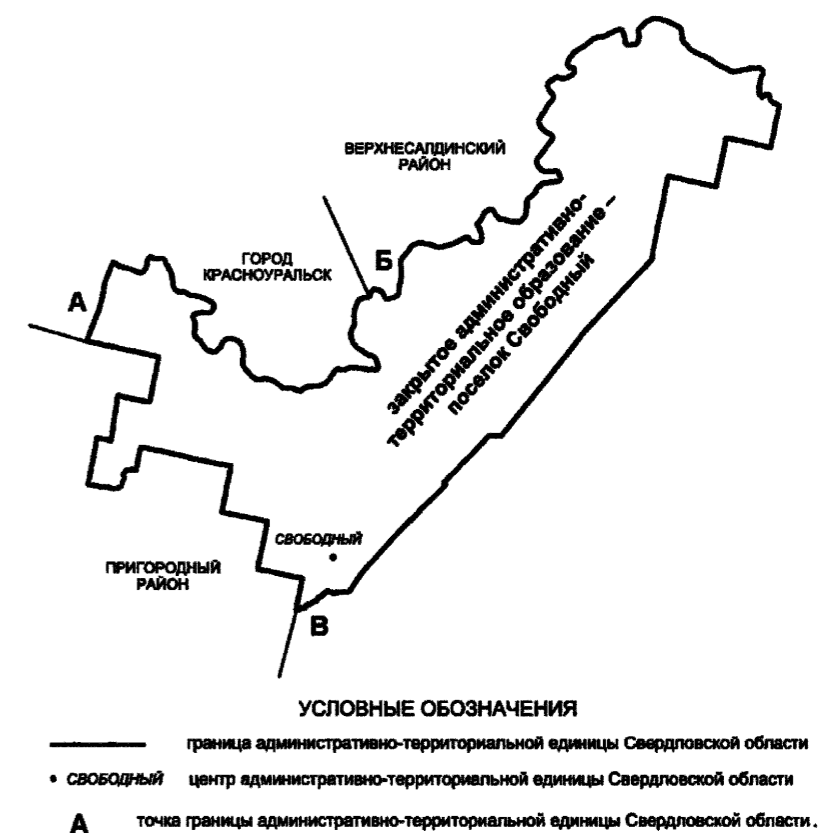 ВЕРХНЕСАЛДИНСКИЙ
РАЙОН
ГОРОД
КРАСНОУРАЛЬСК
Б
А
закрытое административно-
территориальное образование –
поселок Свободный
СВОБОДНЫЙ
ПРИГОРОДНЫЙ
РАЙОН
В
УСЛОВНЫЕ ОБОЗНАЧЕНИЯ
граница административно-территориальной единицы Свердловской области
• СВОБОДНЫЙ центр административно-территориальной единицы Свердловской области
А точка границы административно-территориальной единицы Свердловской области.